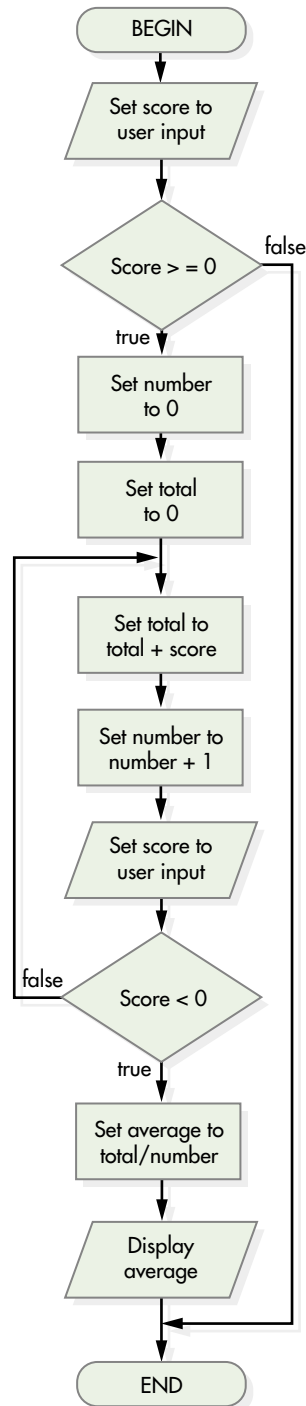 BEGIN
Set score to
user input
Score > = 0
false
true
Set number
to 0
Set total
to 0
Set total to
total + score
Set number to
number + 1
Set score to
user input
false
Score < 0
true
Set average to
total/number
Display
average
END